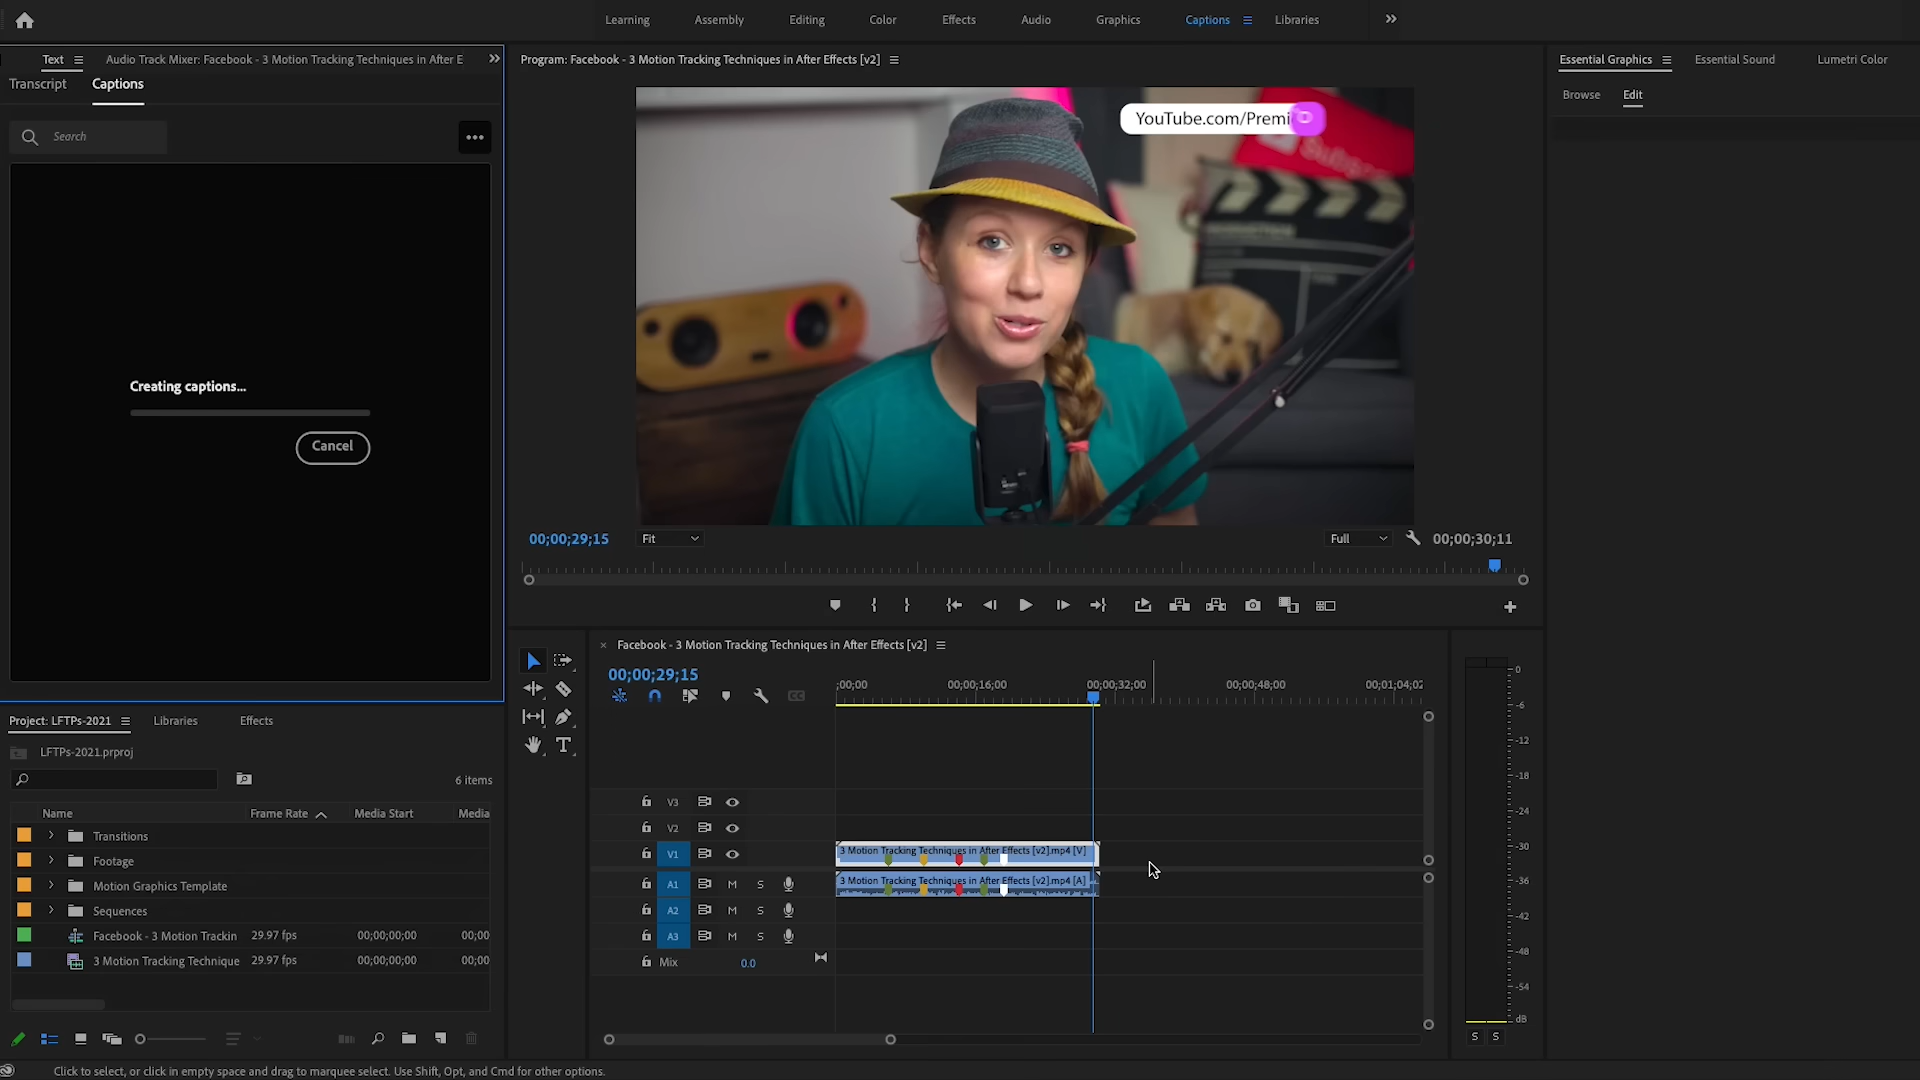 Learning Assembly Editing Color Effects Audio Graphics Captions Libraries
Text Audio Track Mixer: Facebook - 3 Motion Tracking Techniques in After E
Transcript Captions
Search
Creating captions...
Cancel
Program: Facebook - 3 Motion Tracking Techniques in After Effects [v2]
YouTube.com/Premi
00;00;29;15 Fit Full 00;00;30;11
Essential Graphics Essential Sound Lumetri Color
Browse Edit
Project: LFTPs-2021 Libraries Effects
LFTPs-2021.prproj
6 items
Name Frame Rate Media Start Media
Transitions
Footage
Motion Graphics Template
Sequences
Facebook - 3 Motion Trackin 29.97 fps 00;00;00;00 00;00
3 Motion Tracking Technique 29.97 fps 00;00;00;00 00;00
Facebook - 3 Motion Tracking Techniques in After Effects [v2]
00;00;29;15
;00;00 00;00;16;00 00;00;32;00 00;00;48;00 00;01;04;02
V3
V2
V1 3 Motion Tracking Techniques in After Effects [v2].mp4 [V]
A1 M S 3 Motion Tracking Techniques in After Effects [v2].mp4 [A]
A2 M S
A3 M S
Mix 0.0
0
-6
-12
-18
-24
-30
-36
-42
-48
-54
dB
S S
Click to select, or click in empty space and drag to marquee select. Use Shift, Opt, and Cmd for other options.